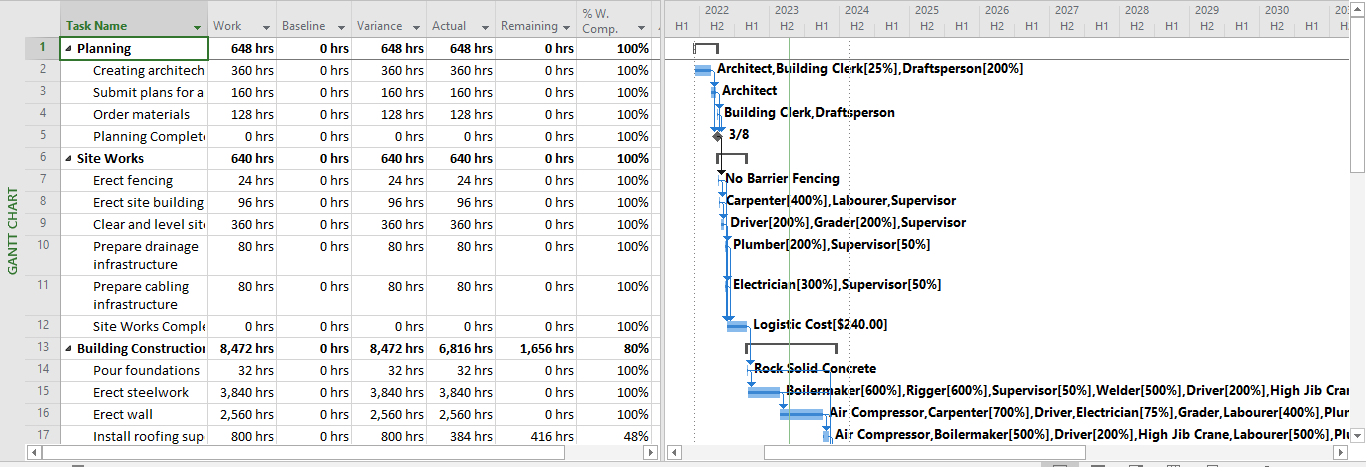 2022 2023 2024 2025 2026 2027 2028 2029 2030
Task Name Work Baseline Variance Actual Remaining % W. Comp.
H1 H2 H1 H2 H1 H2 H1 H2 H1 H2 H1 H2 H1 H2 H1 H2 H1 H2 H1
GANTT CHART
1 Planning 648 hrs 0 hrs 648 hrs 648 hrs 0 hrs 100%
2 Creating architech 360 hrs 0 hrs 360 hrs 360 hrs 0 hrs 100% Architect,Building Clerk[25%],Draftsperson[200%]
3 Submit plans for a 160 hrs 0 hrs 160 hrs 160 hrs 0 hrs 100% Architect
4 Order materials 128 hrs 0 hrs 128 hrs 128 hrs 0 hrs 100% Building Clerk,Draftsperson
5 Planning Complet 0 hrs 0 hrs 0 hrs 0 hrs 0 hrs 100% 3/8
6 Site Works 640 hrs 0 hrs 640 hrs 640 hrs 0 hrs 100%
7 Erect fencing 24 hrs 0 hrs 24 hrs 24 hrs 0 hrs 100% No Barrier Fencing
8 Erect site building 96 hrs 0 hrs 96 hrs 96 hrs 0 hrs 100% Carpenter[400%],Labourer,Supervisor
9 Clear and level sit 360 hrs 0 hrs 360 hrs 360 hrs 0 hrs 100% Driver[200%],Grader[200%],Supervisor
10 Prepare drainage 80 hrs 0 hrs 80 hrs 80 hrs 0 hrs 100% Plumber[200%],Supervisor[50%]
infrastructure
11 Prepare cabling 80 hrs 0 hrs 80 hrs 80 hrs 0 hrs 100% Electrician[300%],Supervisor[50%]
infrastructure
12 Site Works Comple 0 hrs 0 hrs 0 hrs 0 hrs 0 hrs 100% Logistic Cost[$240.00]
13 Building Construction 8,472 hrs 0 hrs 8,472 hrs 6,816 hrs 1,656 hrs 80%
14 Pour foundations 32 hrs 0 hrs 32 hrs 32 hrs 0 hrs 100% Rock Solid Concrete
15 Erect steelwork 3,840 hrs 0 hrs 3,840 hrs 3,840 hrs 0 hrs 100% Boilermaker[600%],Rigger[600%],Supervisor[50%],Welder[500%],Driver[200%],High Jib Cran
16 Erect wall 2,560 hrs 0 hrs 2,560 hrs 2,560 hrs 0 hrs 100% Air Compressor,Carpenter[700%],Driver,Electrician[75%],Grader,Labourer[400%],Plum
17 Install roofing sup 800 hrs 0 hrs 800 hrs 384 hrs 416 hrs 48% Air Compressor,Boilermaker[500%],Driver[200%],High Jib Crane,Labourer[500%],Plu